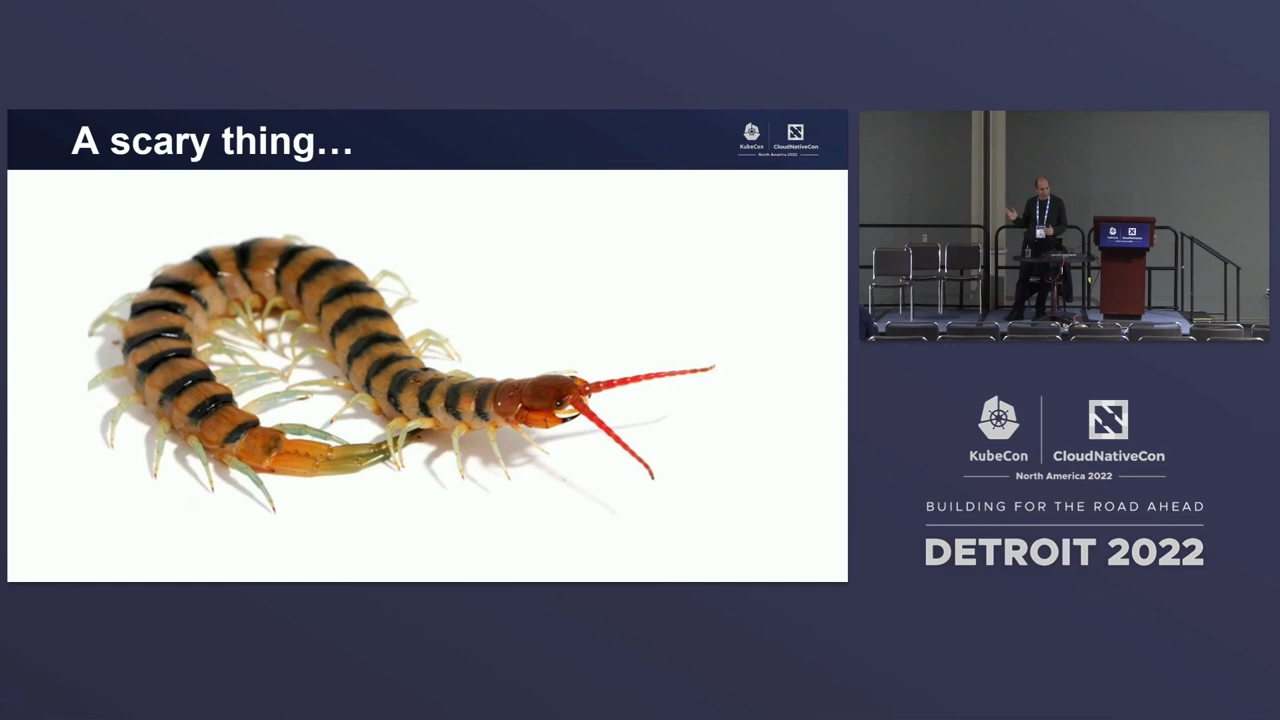 A scary thing…
KubeCon
CloudNativeCon
North America 2022
KubeCon
CloudNativeCon
North America 2022
BUILDING FOR THE ROAD AHEAD
DETROIT 2022